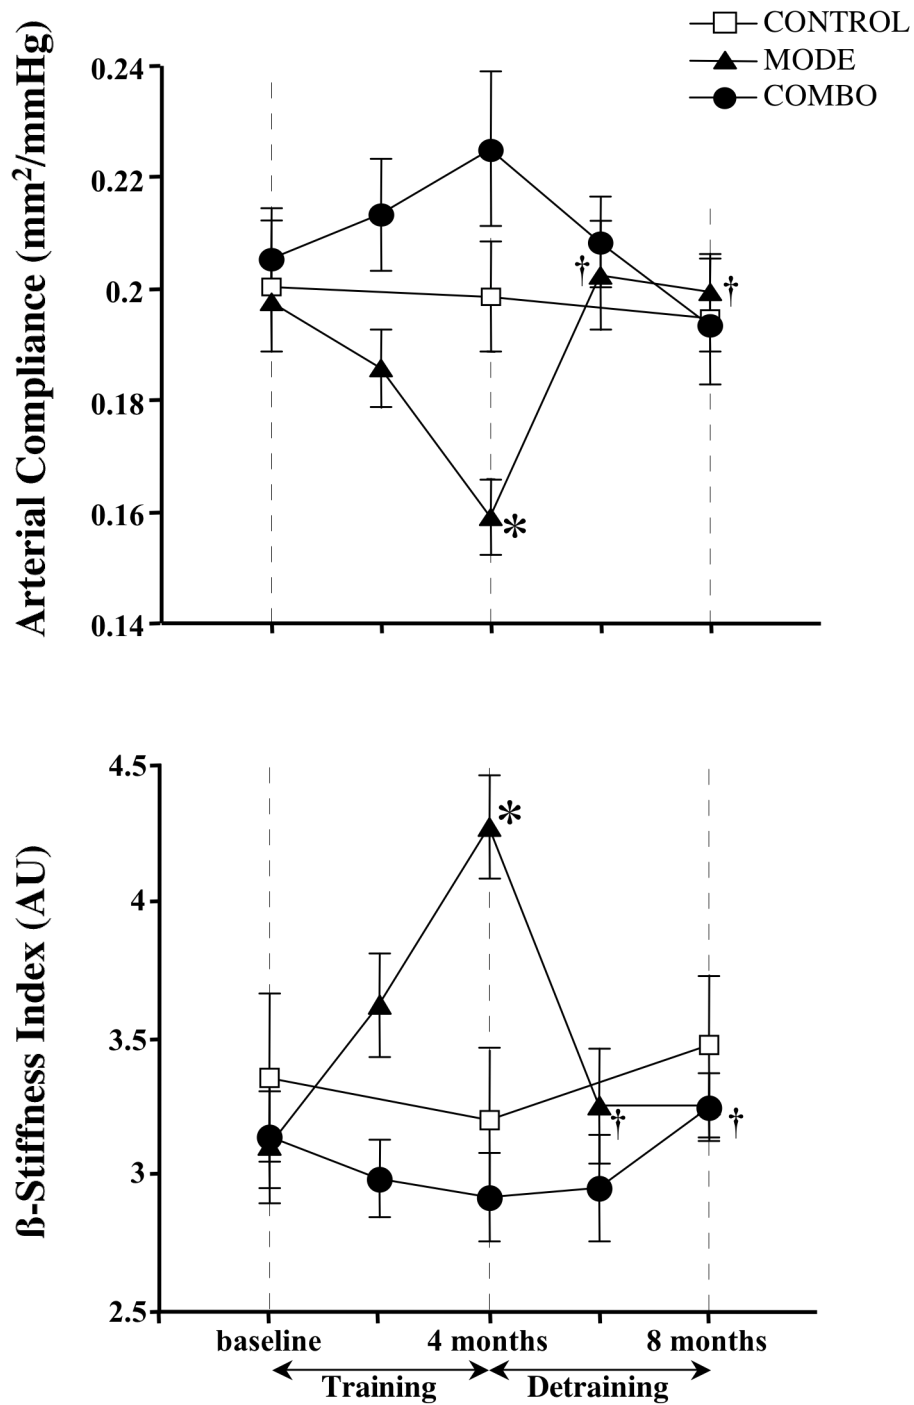 CONTROL
MODE
COMBO
Arterial Compliance (mm²/mmHg)
0.24
0.22
0.2
†
†
0.18
0.16
*
0.14
ß-Stiffness Index (AU)
4.5
*
4
3.5
†
†
3
2.5
baseline
4 months
8 months
Training
Detraining